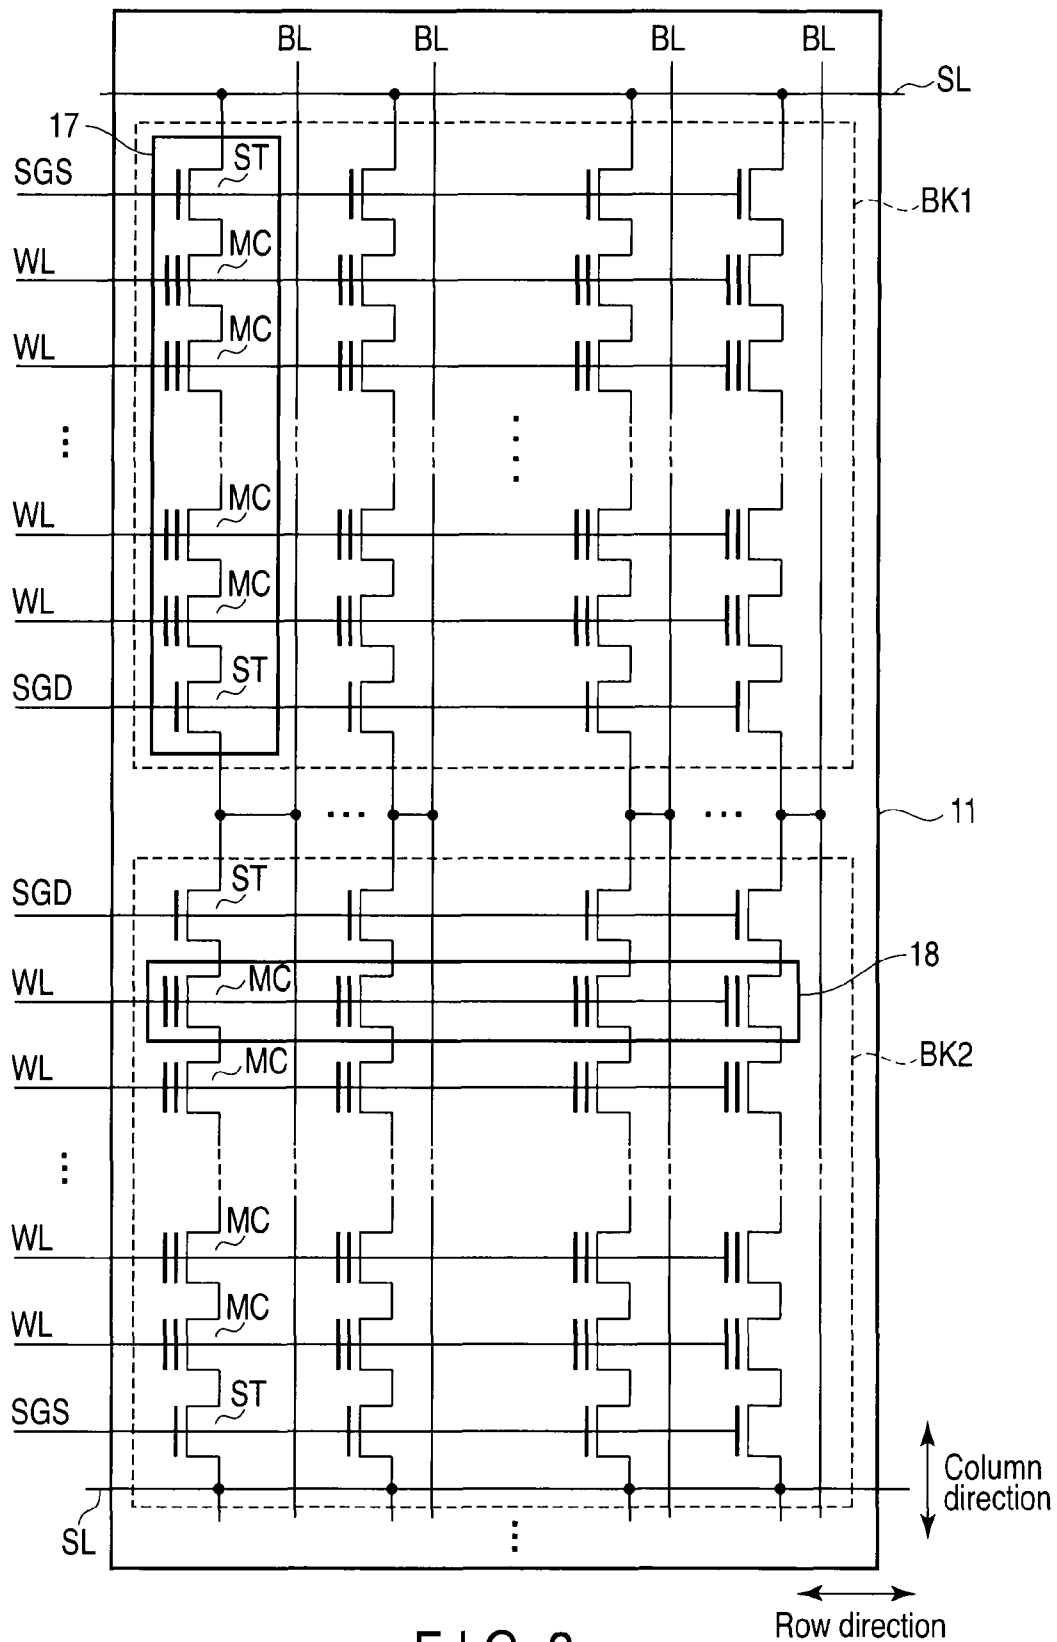 BL BL BL BL
SL
17
ST
SGS
BK1
MC
WL
MC
WL
MC
WL
MC
WL
ST
SGD
11
ST
SGD
18
MC
WL
MC
WL
BK2
MC
WL
MC
WL
ST
SGS
Column
direction
SL
Row direction